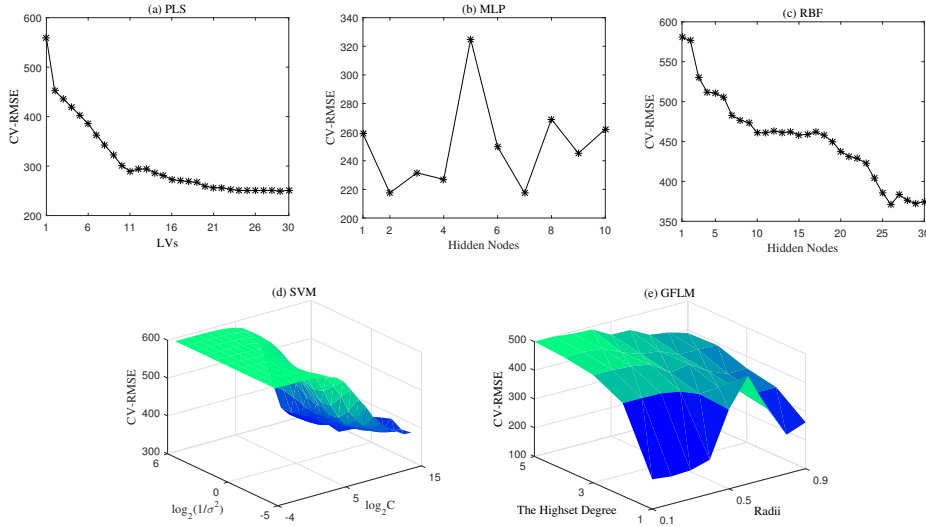 (a) PLS
600
500
400
300
200
CV-RMSE
1 6 11 16 21 26 30
LVs
(b) MLP
340
320
300
280
260
240
220
200
CV-RMSE
1 2 4 6 8 10
Hidden Nodes
(c) RBF
600
550
500
450
400
350
CV-RMSE
1 5 10 15 20 25 30
Hidden Nodes
(d) SVM
600
500
400
300
CV-RMSE
6 0 -5
log₂(1/σ²)
-4 5 15
log₂C
(e) GFLM
500
400
300
200
100
CV-RMSE
5 3 1
The Highset Degree
0.1 0.5 0.9
Radii